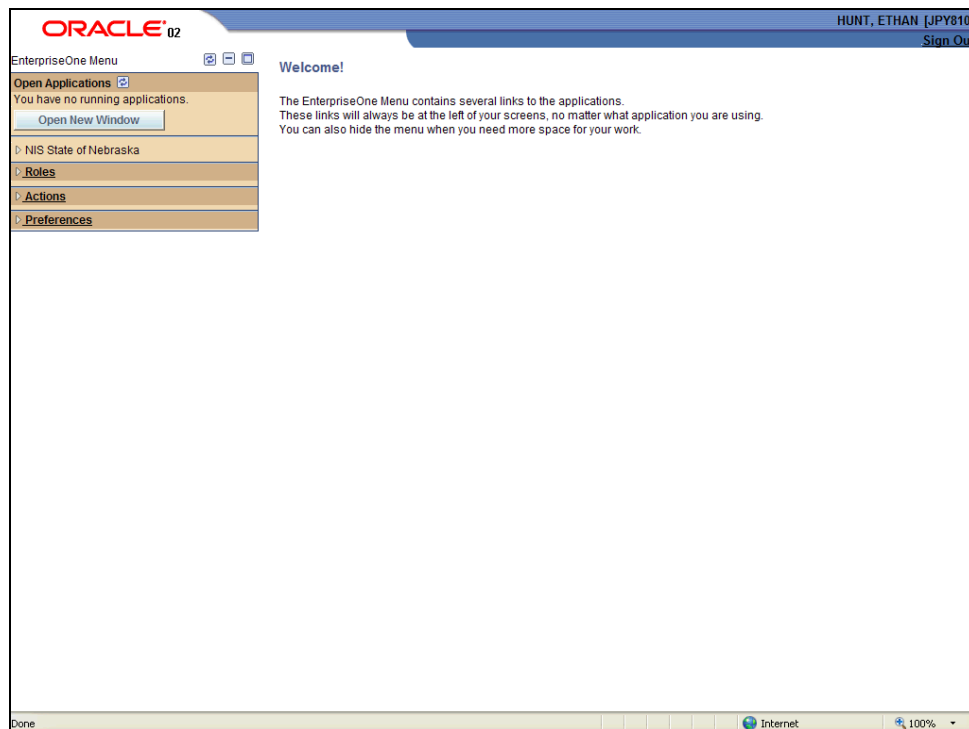 HUNT, ETHAN [JPY810
ORACLE' 02
Sign Ou
EnterpriseOne Menu
Open Applications
You have no running applications.
Open New Window
NIS State of Nebraska
Roles
Actions
Preferences
Welcome!
The EnterpriseOne Menu contains several links to the applications.
These links will always be at the left of your screens, no matter what application you are using.
You can also hide the menu when you need more space for your work.
Done
Internet
100%